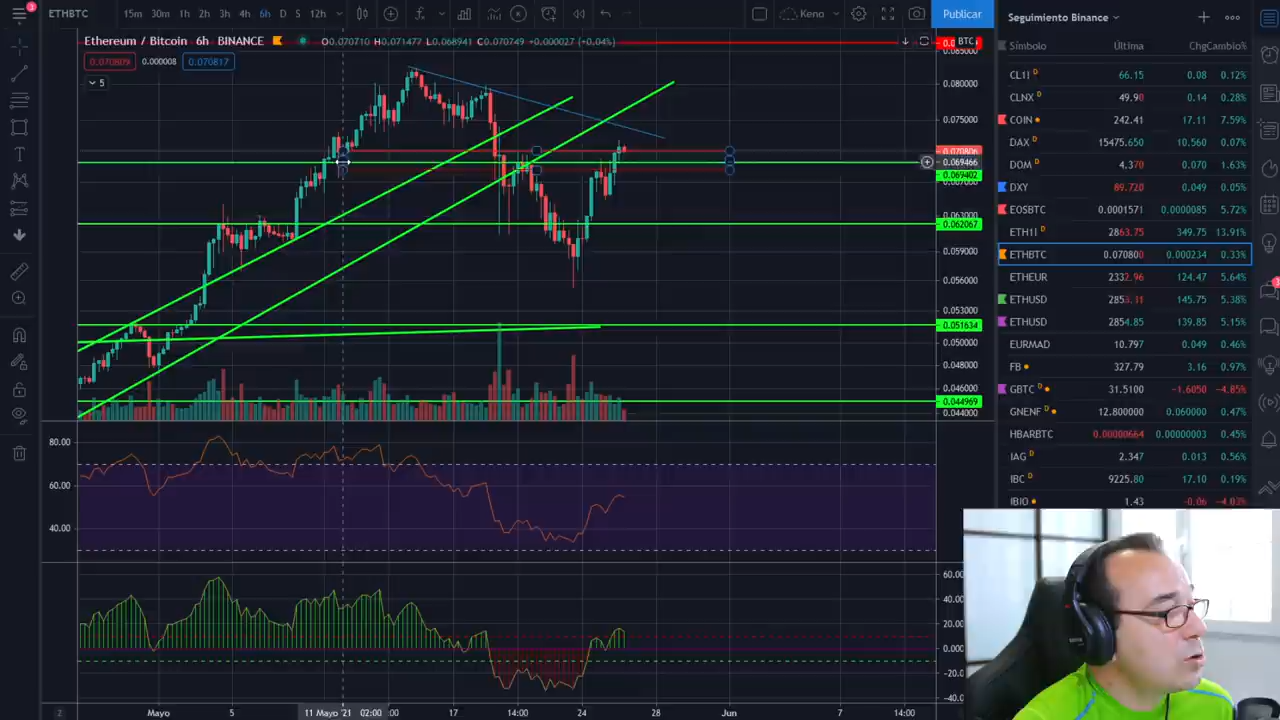 3
ETHBTC
15m 30m 1h 2h 3h 4h 6h D S 12h
Keno
Publicar
Ethereum / Bitcoin 6h BINANCE
O0.070710 H0.071477 L0.068941 C0.070749 +0.000027 (+0.04%)
BTC
0.070809 0.000008 0.070817
5
0.085000
0.080000
0.075000
0.070806
0.069466
0.069402
0.062067
0.059000
0.056000
0.053000
0.051634
0.050000
0.048000
0.046000
0.044969
0.044000
80.00
60.00
40.00
60.00
40.00
20.00
0.000
-20.00
-40.00
Mayo 5 11 Mayo '21 02:00 :00 17 14:00 24 28 Jun 7 14:00
Seguimiento Binance
Símbolo Última Chg Cambio%
CL1! D 66.15 0.08 0.12%
CLNX 49.90 0.14 0.28%
COIN 242.41 17.11 7.59%
DAX 15475.650 10.560 0.07%
DOM D 4.370 0.070 1.63%
DXY 89.720 0.049 0.05%
EOSBTC 0.0001571 0.0000085 5.72%
ETH1! D 2863.75 349.75 13.91%
ETHBTC 0.070800 0.000234 0.33%
ETHEUR 2332.96 124.47 5.64%
ETHUSD 2853.11 145.75 5.38%
ETHUSD 2854.85 139.85 5.15%
EURMAD 10.797 0.049 0.46%
FB 327.79 3.16 0.97%
GBTC D 31.5100 -1.6050 -4.85%
GNENF D 12.800000 0.060000 0.47%
HBARBTC 0.00000664 0.00000003 0.45%
IAG D 2.347 0.013 0.56%
IBC D 9225.80 17.10 0.19%
IBIO 1.43 -0.06 -4.03%